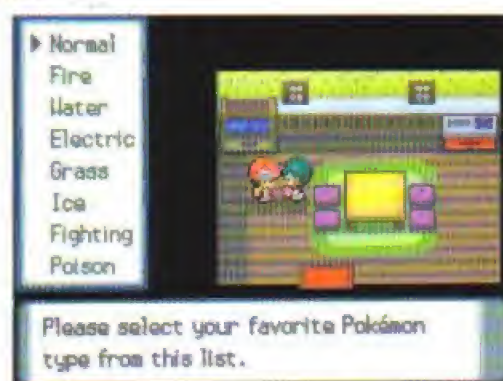 Normal
Fire
Water
Electric
Grass
Ice
Fighting
Poison
Please select your favorite Pokémon
type from this list.